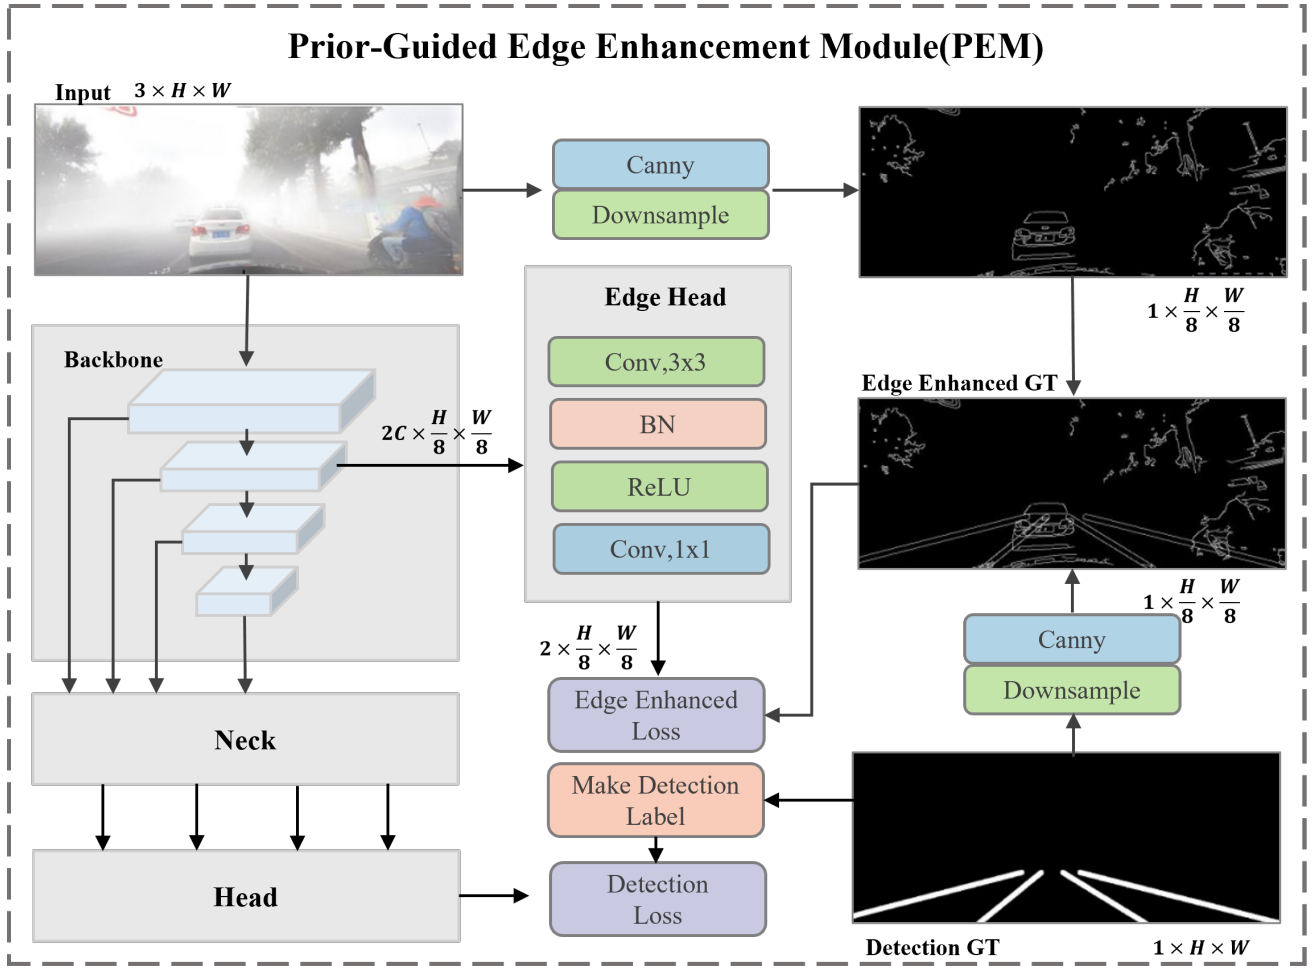 Prior-Guided Edge Enhancement Module(PEM)
Input 3 × H × W
Canny
Downsample
1 × H/8 × W/8
Edge Head
Conv,3x3
BN
ReLU
Conv,1x1
Backbone
2C × H/8 × W/8
Edge Enhanced GT
1 × H/8 × W/8
Canny
Downsample
2 × H/8 × W/8
Edge Enhanced
Loss
Neck
Make Detection
Label
Head
Detection
Loss
Detection GT 1 × H × W